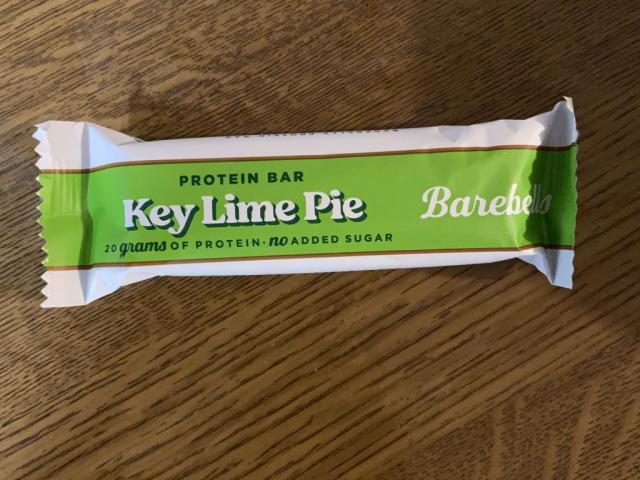 PROTEIN BAR
Key Lime Pie
20 grams OF PROTEIN · no ADDED SUGAR
Barebells